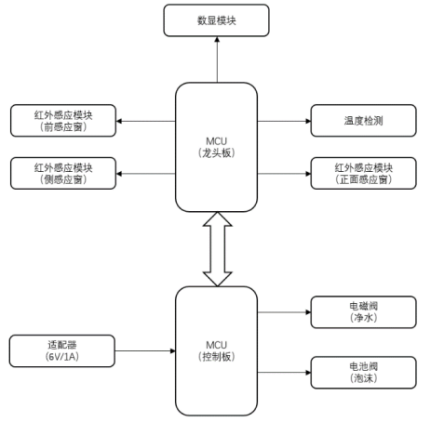 数显模块
红外感应模块
（前感应窗）
温度检测
MCU
（龙头板）
红外感应模块
（侧感应窗）
红外感应模块
（正面感应窗）
电磁阀
（净水）
适配器
（6V/1A）
MCU
（控制板）
电池阀
（泡沫）